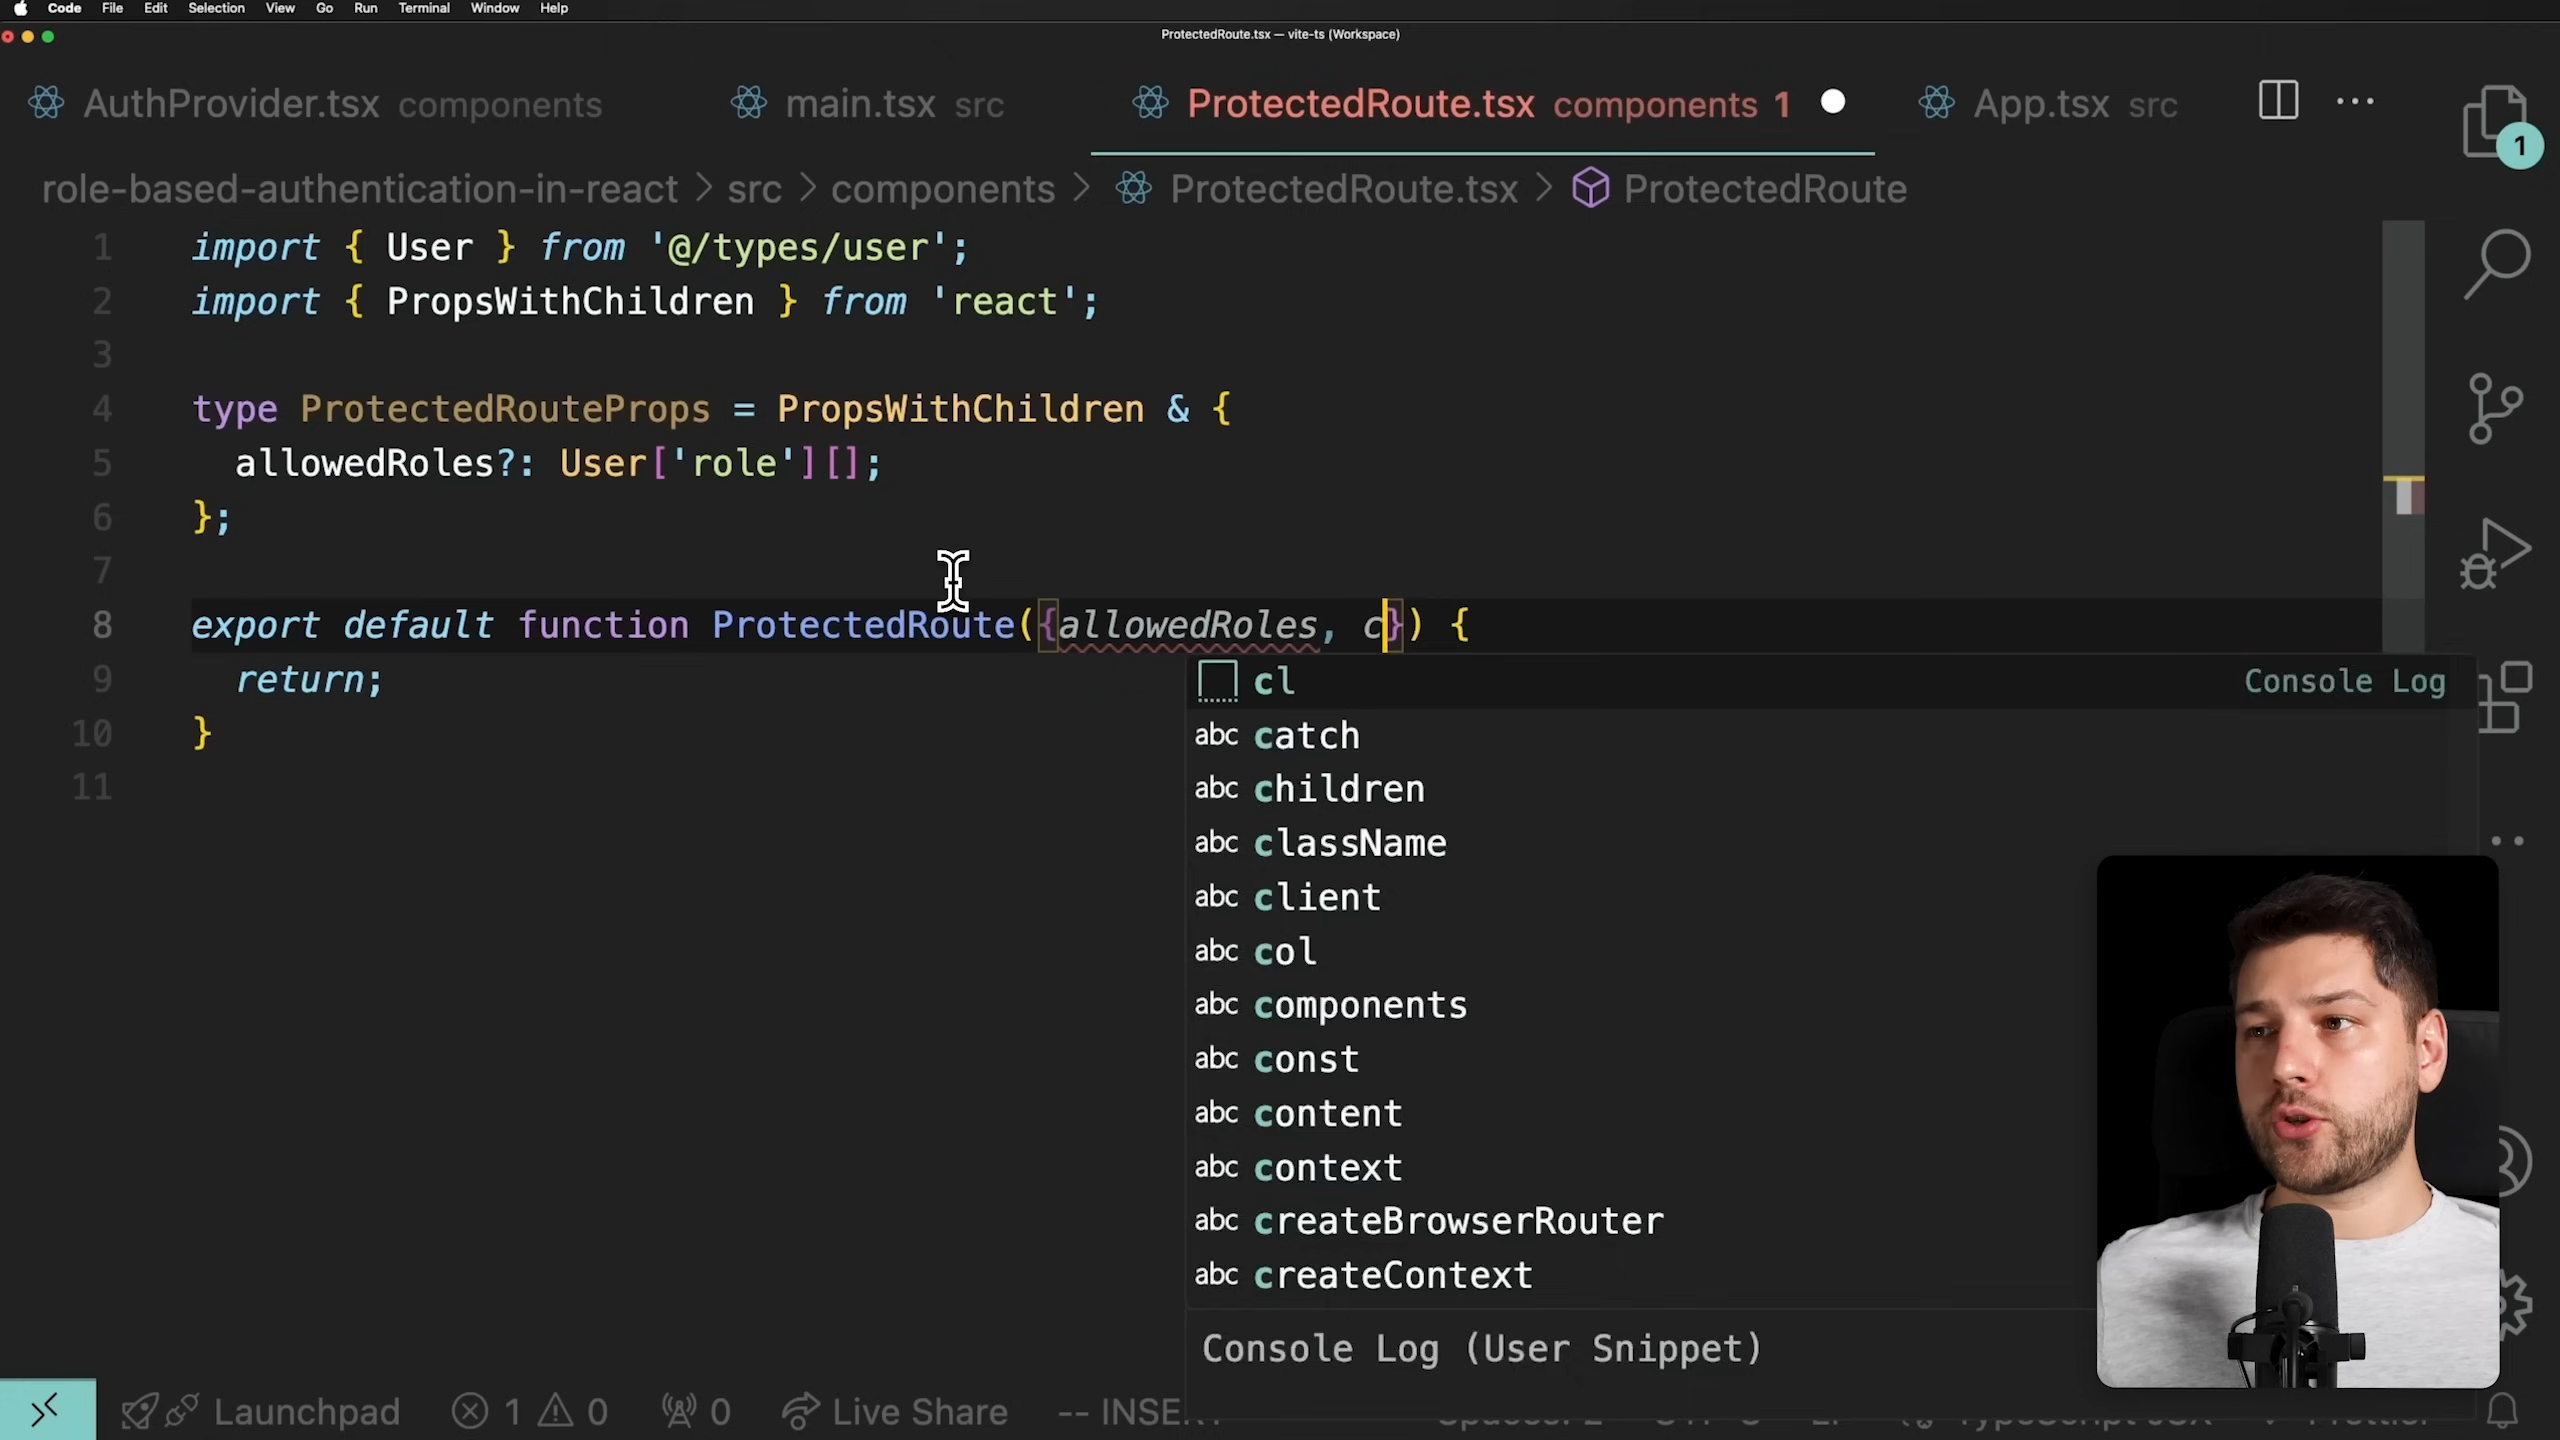 Code File Edit Selection View Go Run Terminal Window Help
ProtectedRoute.tsx — vite-ts (Workspace)
AuthProvider.tsx components main.tsx src ProtectedRoute.tsx components 1 App.tsx src
1
role-based-authentication-in-react > src > components > ProtectedRoute.tsx > ProtectedRoute
1 import { User } from '@/types/user';
2 import { PropsWithChildren } from 'react';
3
4 type ProtectedRouteProps = PropsWithChildren & {
5 allowedRoles?: User['role'][];
6 };
7
8 export default function ProtectedRoute({allowedRoles, c}) {
9 return;
10 }
11
cl Console Log
abc catch
abc children
abc className
abc client
abc col
abc components
abc const
abc content
abc context
abc createBrowserRouter
abc createContext
Console Log (User Snippet)
Launchpad 1 0 0 Live Share -- INSERT